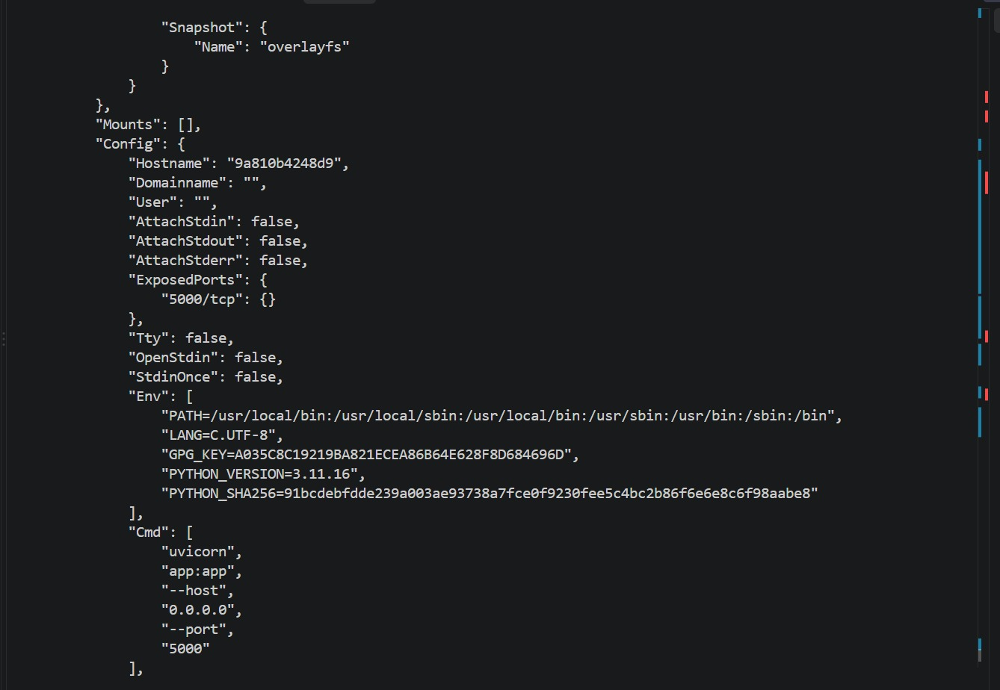 "Snapshot": {
"Name": "overlayfs"
}
}
},
"Mounts": [],
"Config": {
"Hostname": "9a810b4248d9",
"Domainname": "",
"User": "",
"AttachStdin": false,
"AttachStdout": false,
"AttachStderr": false,
"ExposedPorts": {
"5000/tcp": {}
},
"Tty": false,
"OpenStdin": false,
"StdinOnce": false,
"Env": [
"PATH=/usr/local/bin:/usr/local/sbin:/usr/local/bin:/usr/sbin:/usr/bin:/sbin:/bin",
"LANG=C.UTF-8",
"GPG_KEY=A035C8C19219BA821ECEA86B64E628F8D684696D",
"PYTHON_VERSION=3.11.16",
"PYTHON_SHA256=91bcdebfdde239a003ae93738a7fce0f9230fee5c4bc2b86f6e6e8c6f98aabe8"
],
"Cmd": [
"uvicorn",
"app:app",
"--host",
"0.0.0.0",
"--port",
"5000"
],